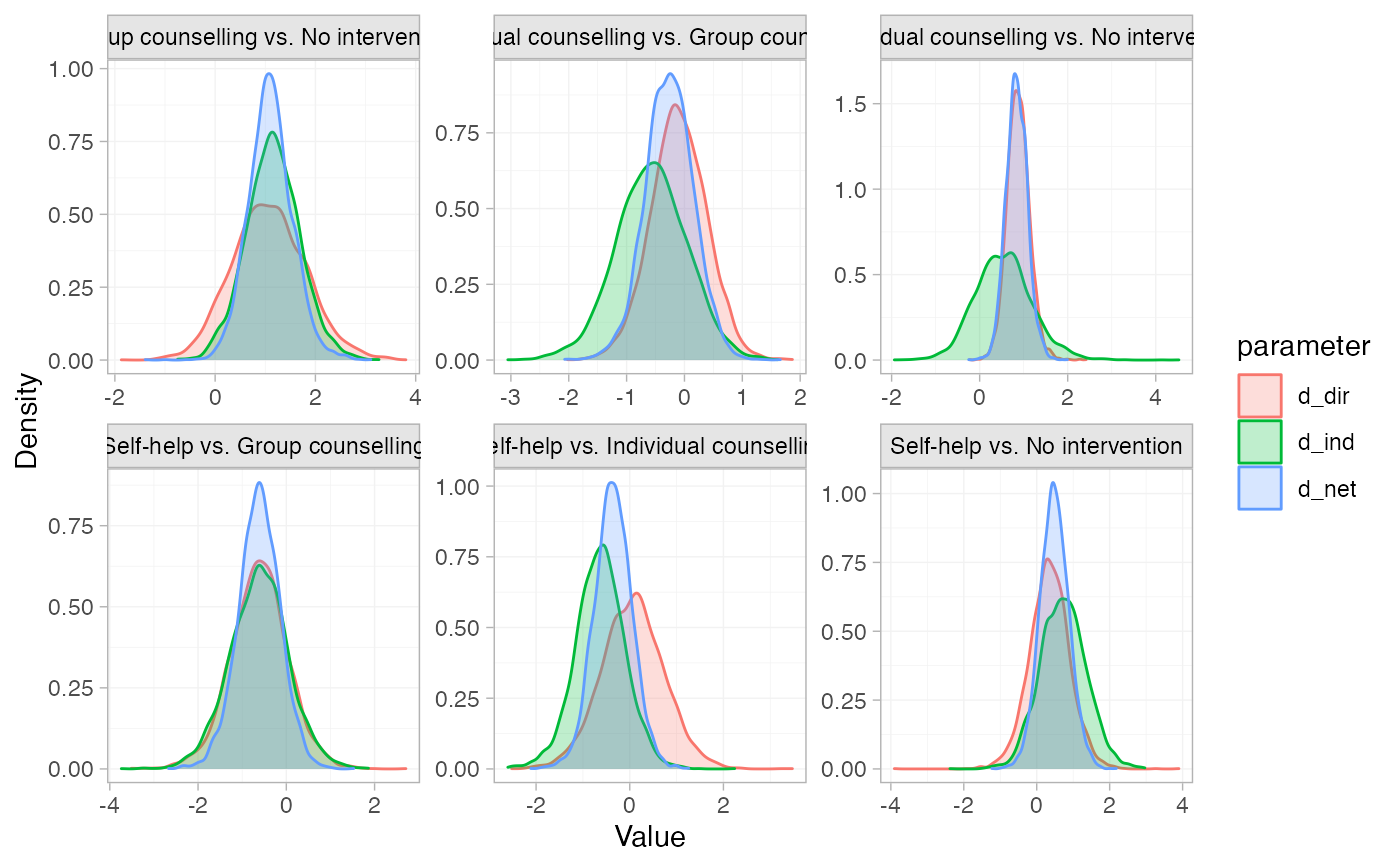 up counselling vs. No interven
ual counselling vs. Group coun
dual counselling vs. No interve
1.00
0.75
0.50
0.25
0.00
-2 0 2 4
0.75
0.50
0.25
0.00
-3 -2 -1 0 1 2
1.5
1.0
0.5
0.0
-2 0 2 4
Self-help vs. Group counselling
elf-help vs. Individual counsellin
Self-help vs. No intervention
0.75
0.50
0.25
0.00
-4 -2 0 2
1.00
0.75
0.50
0.25
0.00
-2 0 2
1.00
0.75
0.50
0.25
0.00
-4 -2 0 2 4
Density
Value
parameter
d_dir
d_ind
d_net